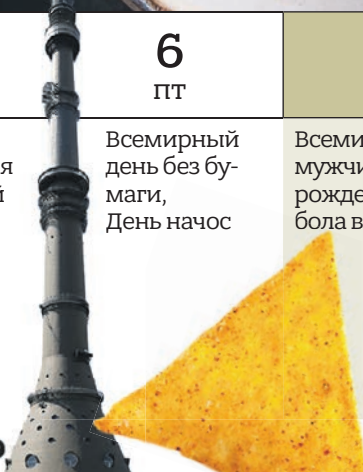 6
пт
Всемирный
день без бу-
маги,
День начос
я
й
Всеми
мужчи
рожде
бола в